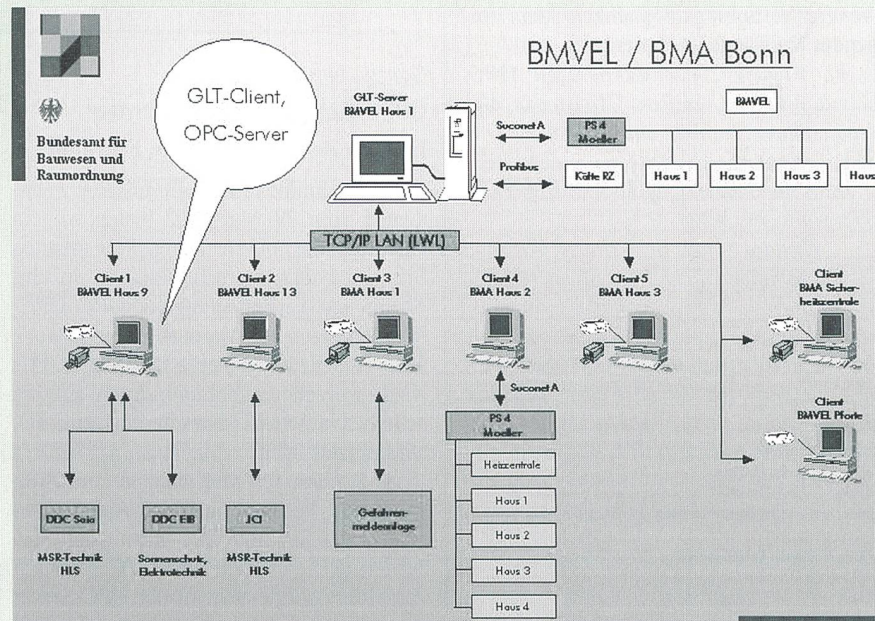 BMVEL / BMA Bonn
Bundesamt für
Bauwesen und
Raumordnung
GLT-Client,
OPC-Server
GLT-Server
BMVEL Haus 1
Suconet A
Profibus
PS 4
Moeller
BMVEL
Kälte RZ
Haus 1
Haus 2
Haus 3
Haus
TCP/IP LAN (LWL)
Client 1
BMVEL Haus 9
Client 2
BMVEL Haus 13
Client 3
BMA Haus 1
Client 4
BMA Haus 2
Client 5
BMA Haus 3
Client
BMA Sicher-
heitszentrale
Client
BMVEL Pforte
Suconet A
PS 4
Moeller
Heizzentrale
Haus 1
Haus 2
Haus 3
Haus 4
DDC Saia
MSR-Technik
HLS
DDC EIB
Sonnenschutz,
Elektrotechnik
JCI
MSR-Technik
HLS
Gefahren-
meldeanlage